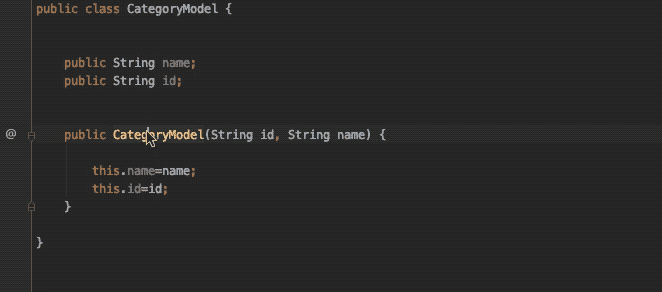 public class CategoryModel {
public String name;
public String id;
@ public CategoryModel(String id, String name) {
this.name=name;
this.id=id;
}
}